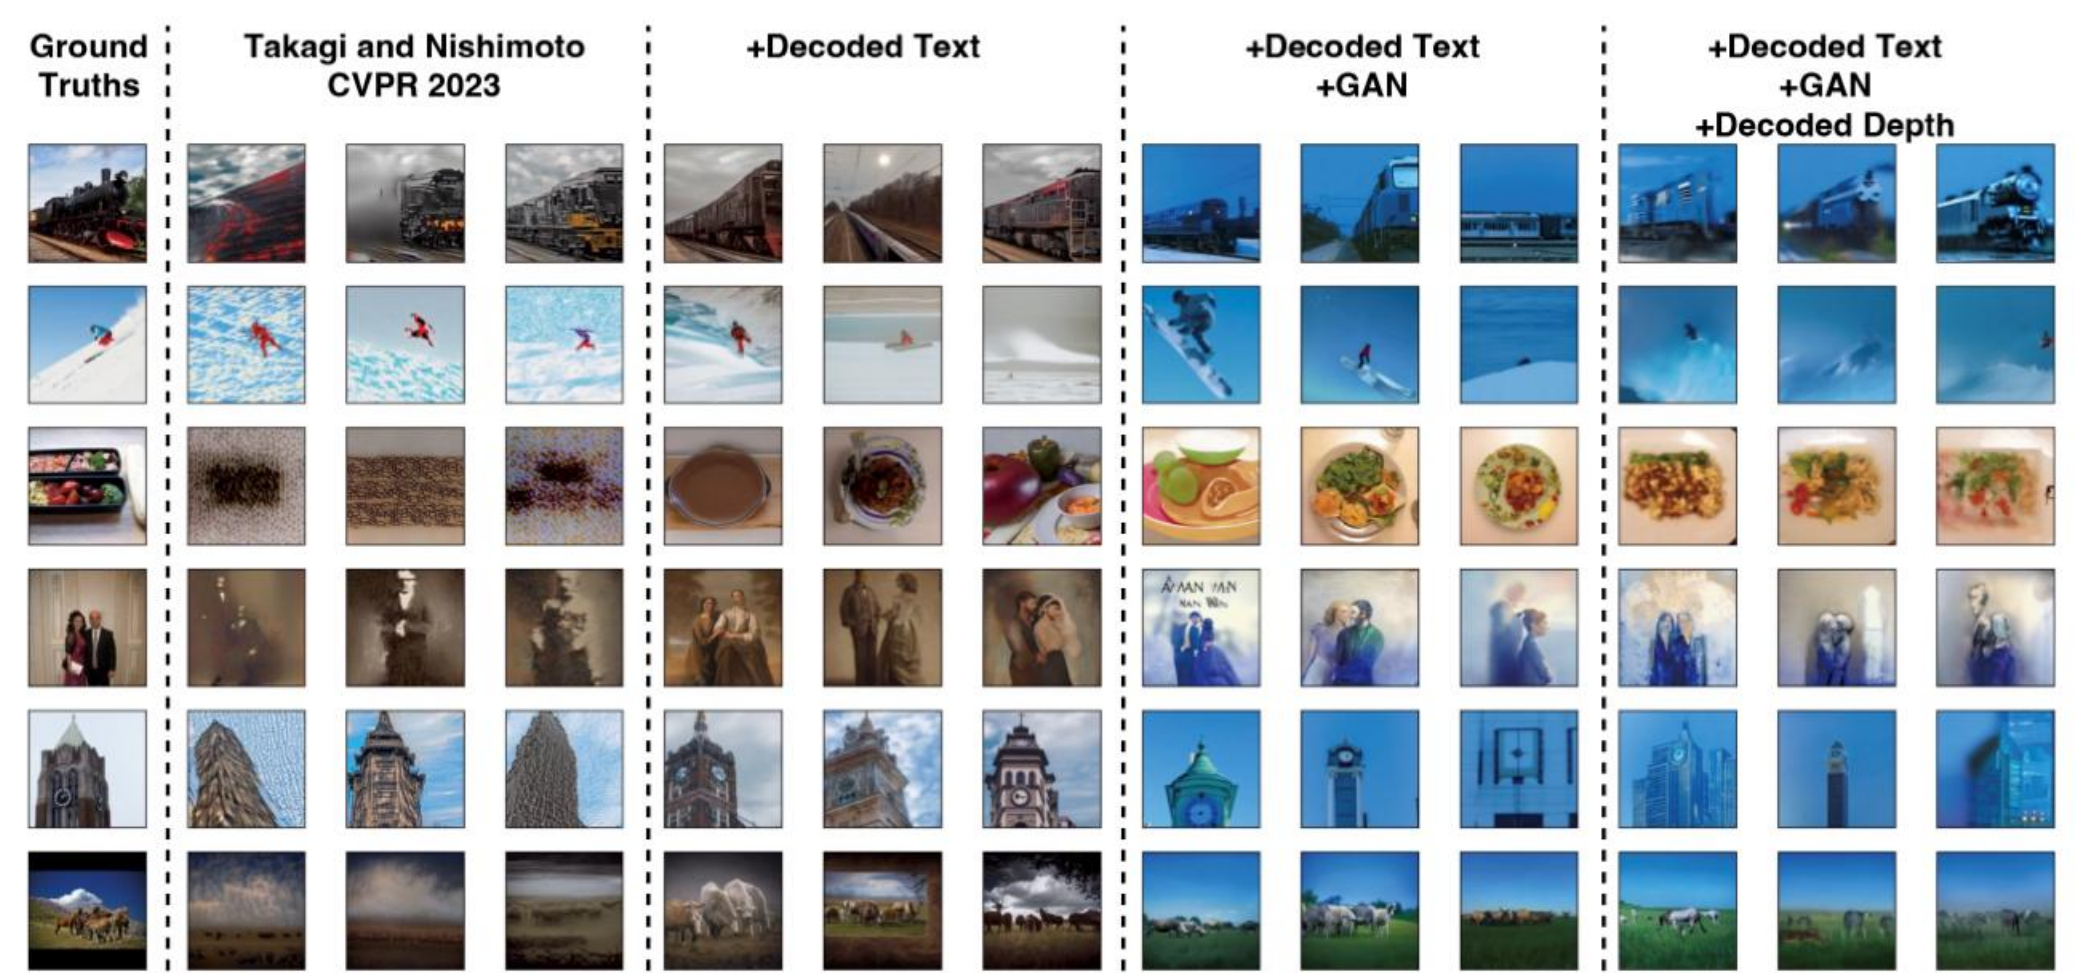 Ground
Truths
Takagi and Nishimoto
CVPR 2023
+Decoded Text
+Decoded Text
+GAN
+Decoded Text
+GAN
+Decoded Depth